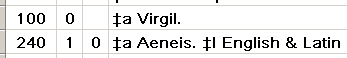 100 0 ‡a Virgil.
240 1 0 ‡a Aeneis. ‡l English & Latin